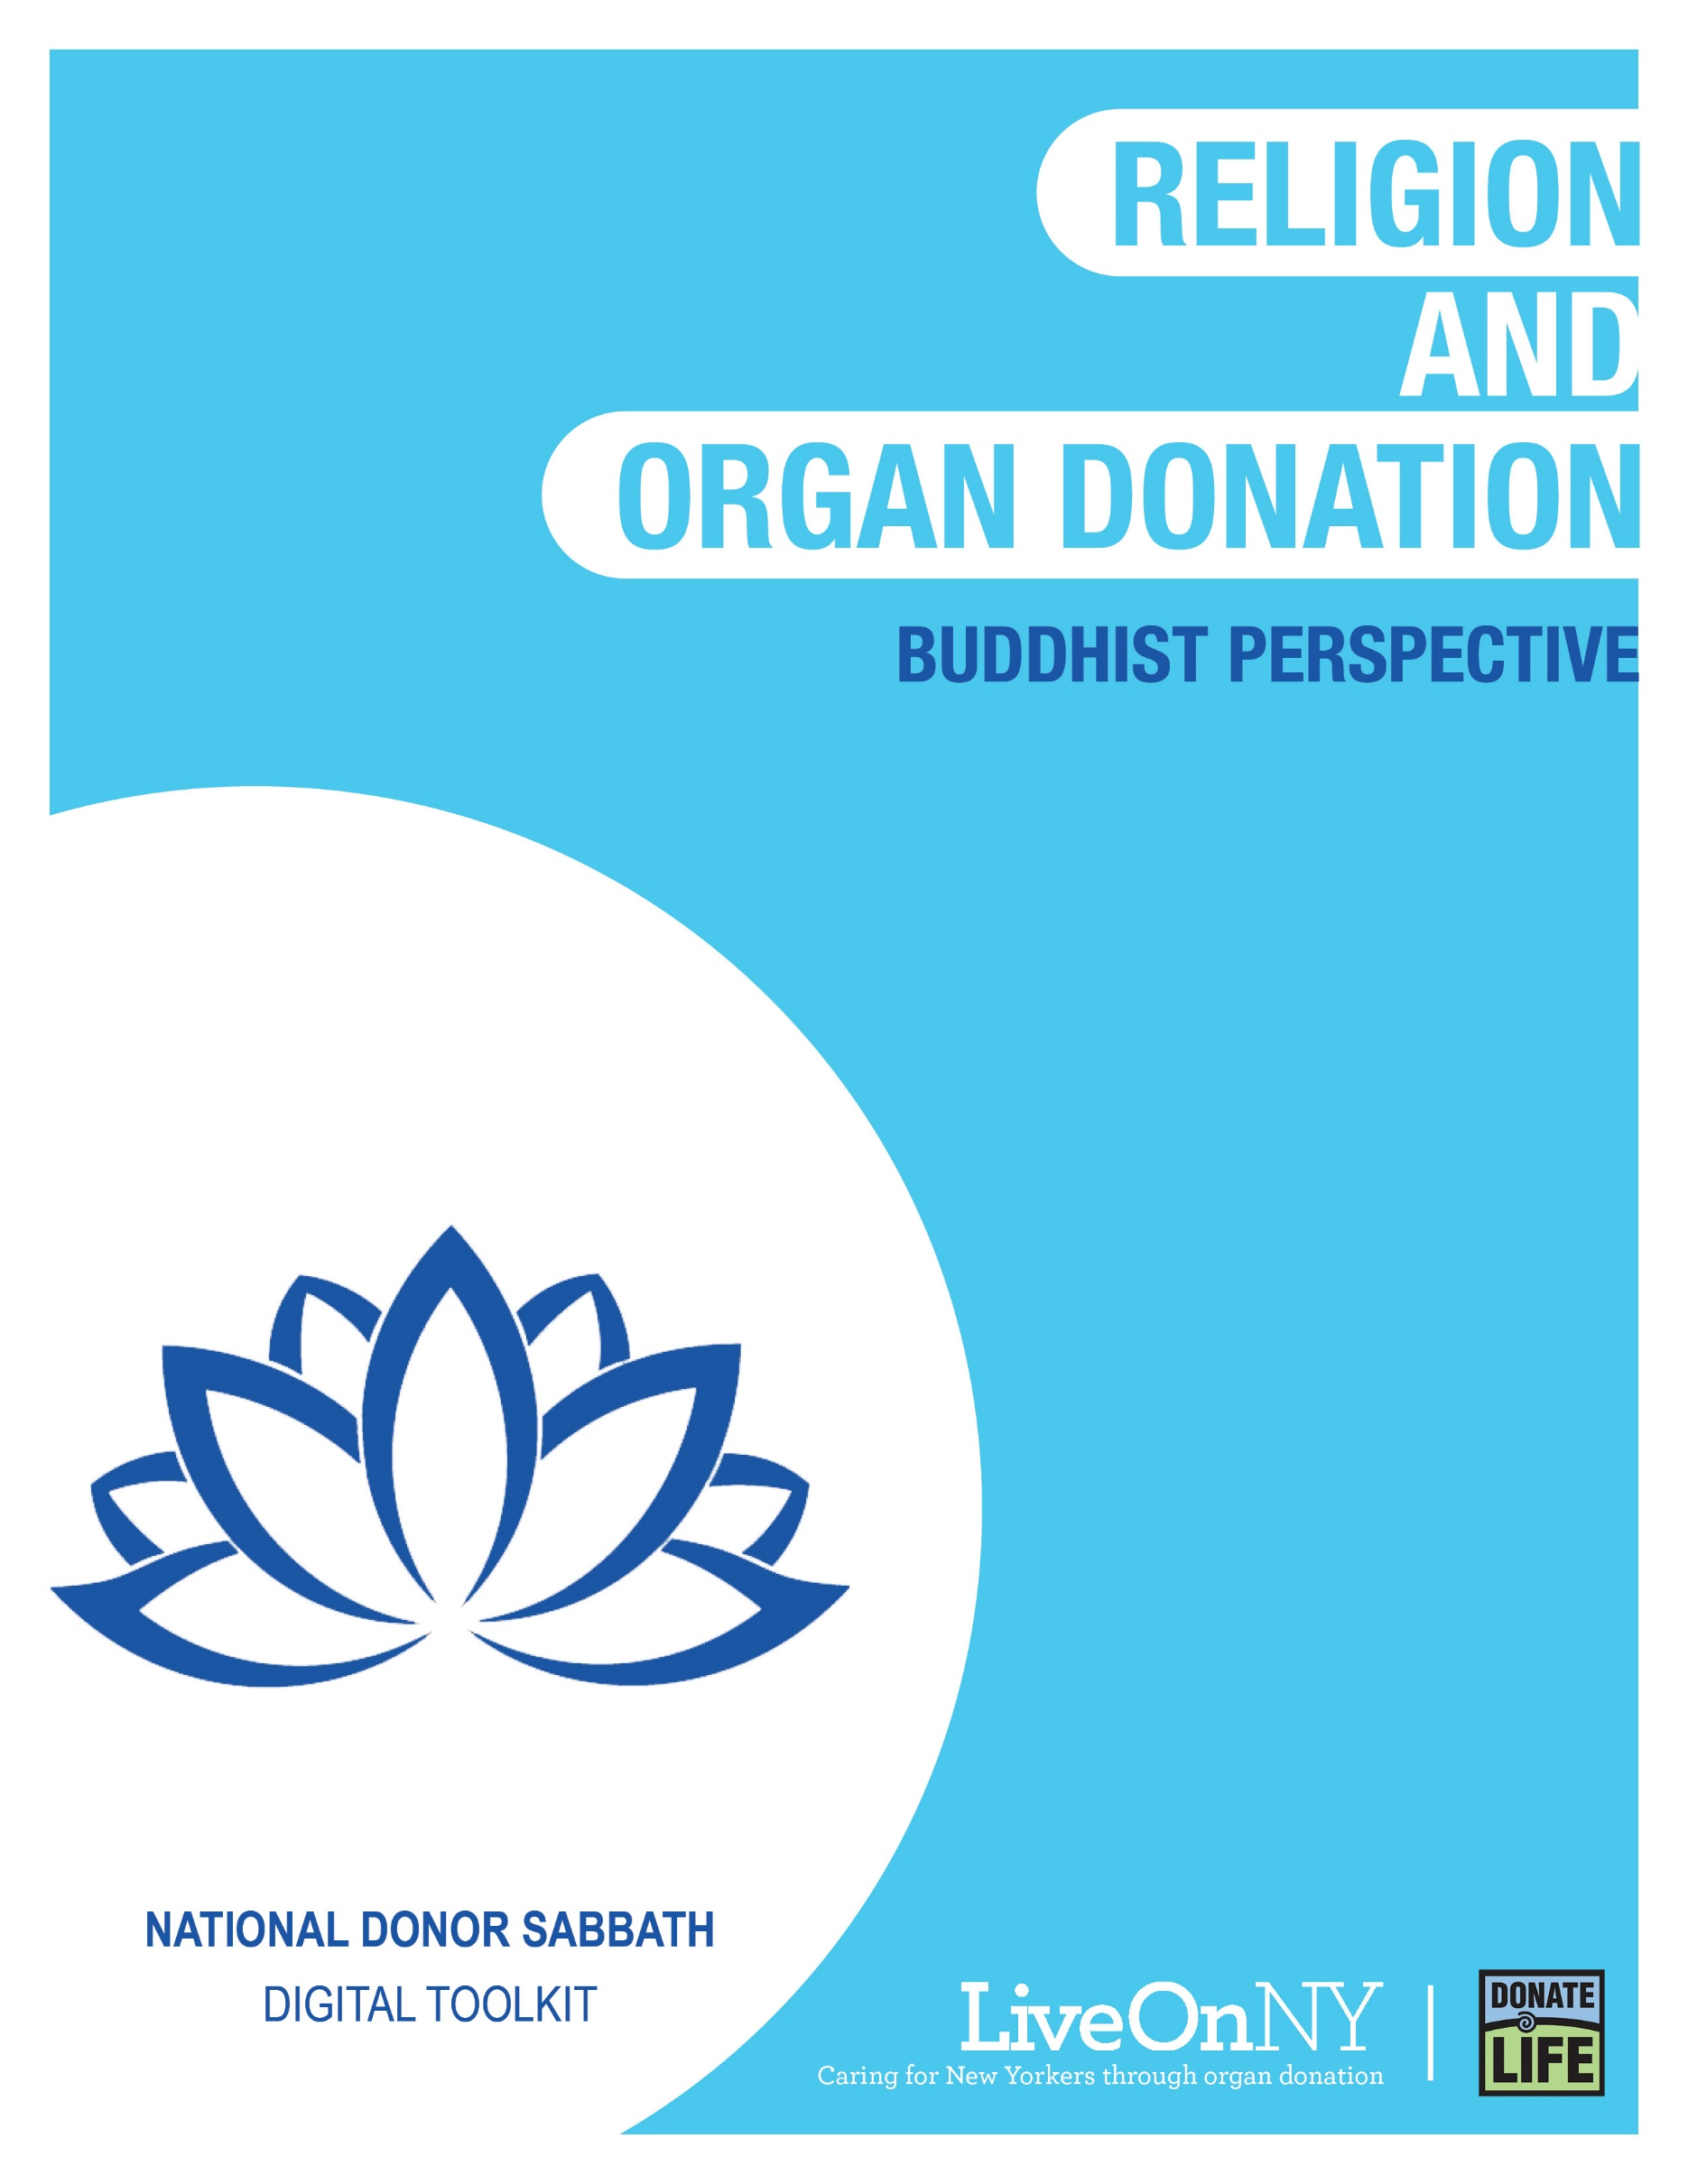 RELIGION
AND
ORGAN DONATION
BUDDHIST PERSPECTIVE
NATIONAL DONOR SABBATH
DIGITAL TOOLKIT
LiveOnNY
Caring for New Yorkers through organ donation
DONATE
LIFE